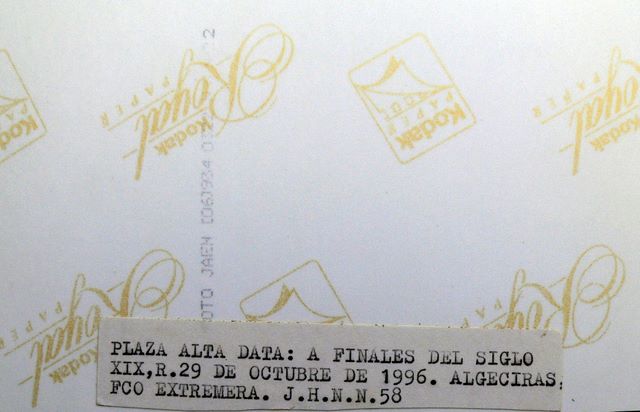 Kodak Royal PAPER
Kodak PAPER
Kodak Royal PAPER
Kodak Royal PAPER
Kodak Royal PAPER
PLAZA ALTA DATA: A FINALES DEL SIGLO
XIX,R.29 DE OCTUBRE DE 1996. ALGECIRAS,
FCO EXTREMERA. J.H.N.N.58